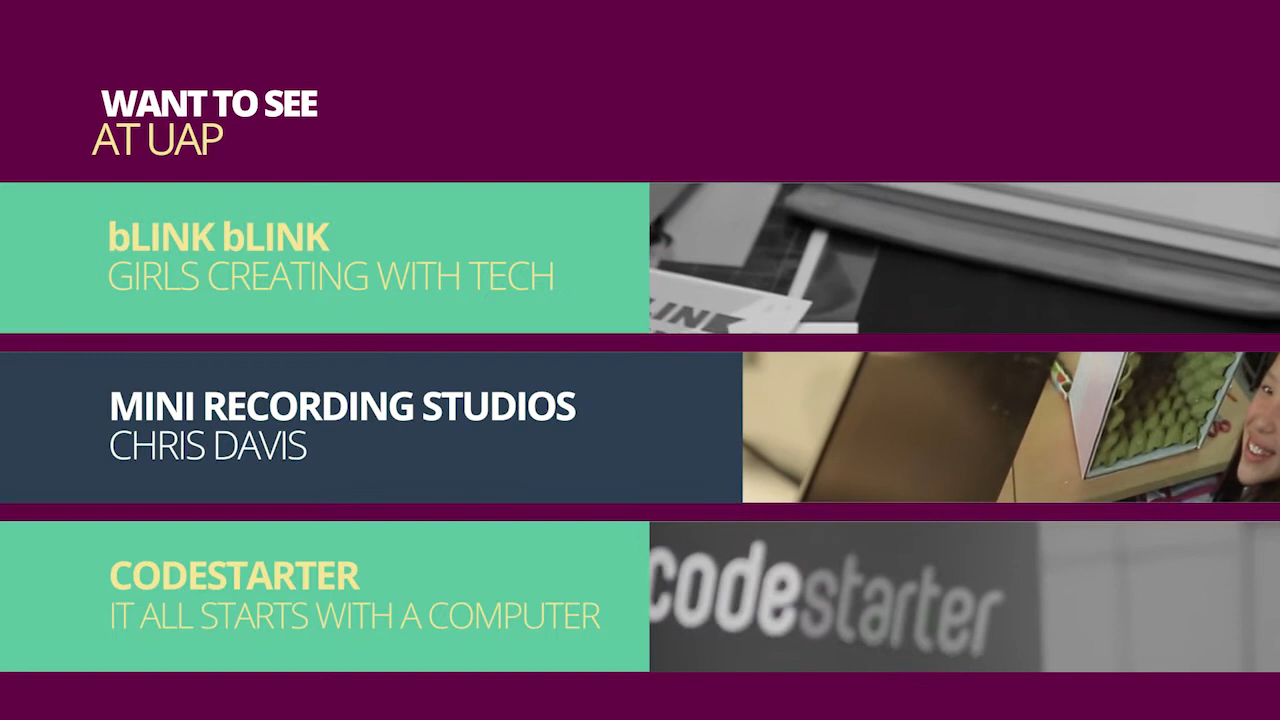 WANT TO SEE
AT UAP
bLINK bLINK
GIRLS CREATING WITH TECH
MINI RECORDING STUDIOS
CHRIS DAVIS
CODESTARTER
IT ALL STARTS WITH A COMPUTER
codestarter